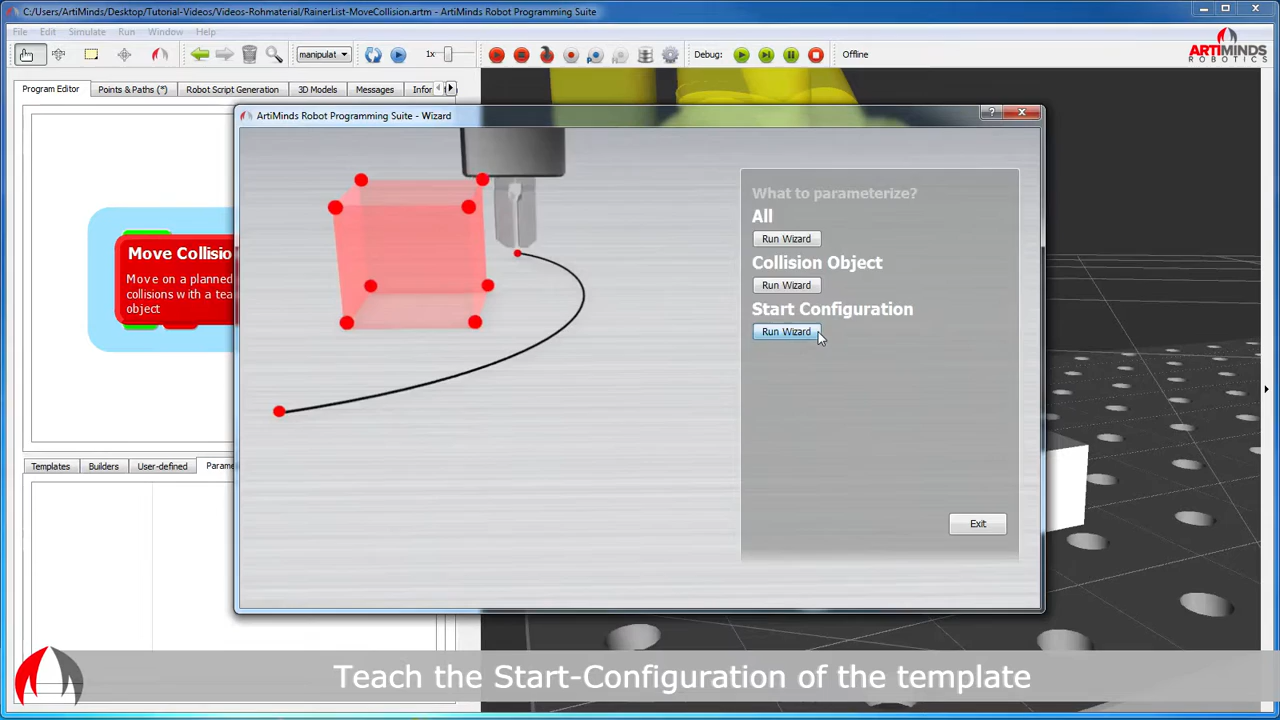 C:/Users/ArtiMinds/Desktop/Tutorial-Videos/Videos-Rohmaterial/RainerList-MoveCollision.artm - ArtiMinds Robot Programming Suite
File Edit Simulate Run Window Help
manipulat 1x Debug: Offline
ARTIMINDS
ROBOTICS
Program Editor Points & Paths (*) Robot Script Generation 3D Models Messages Infor
ArtiMinds Robot Programming Suite - Wizard
What to parameterize?
All
Run Wizard
Collision Object
Run Wizard
Start Configuration
Run Wizard
Exit
Move Collisio
Move on a planned
collisions with a tea
object
Templates Builders User-defined Parame
Teach the Start-Configuration of the template